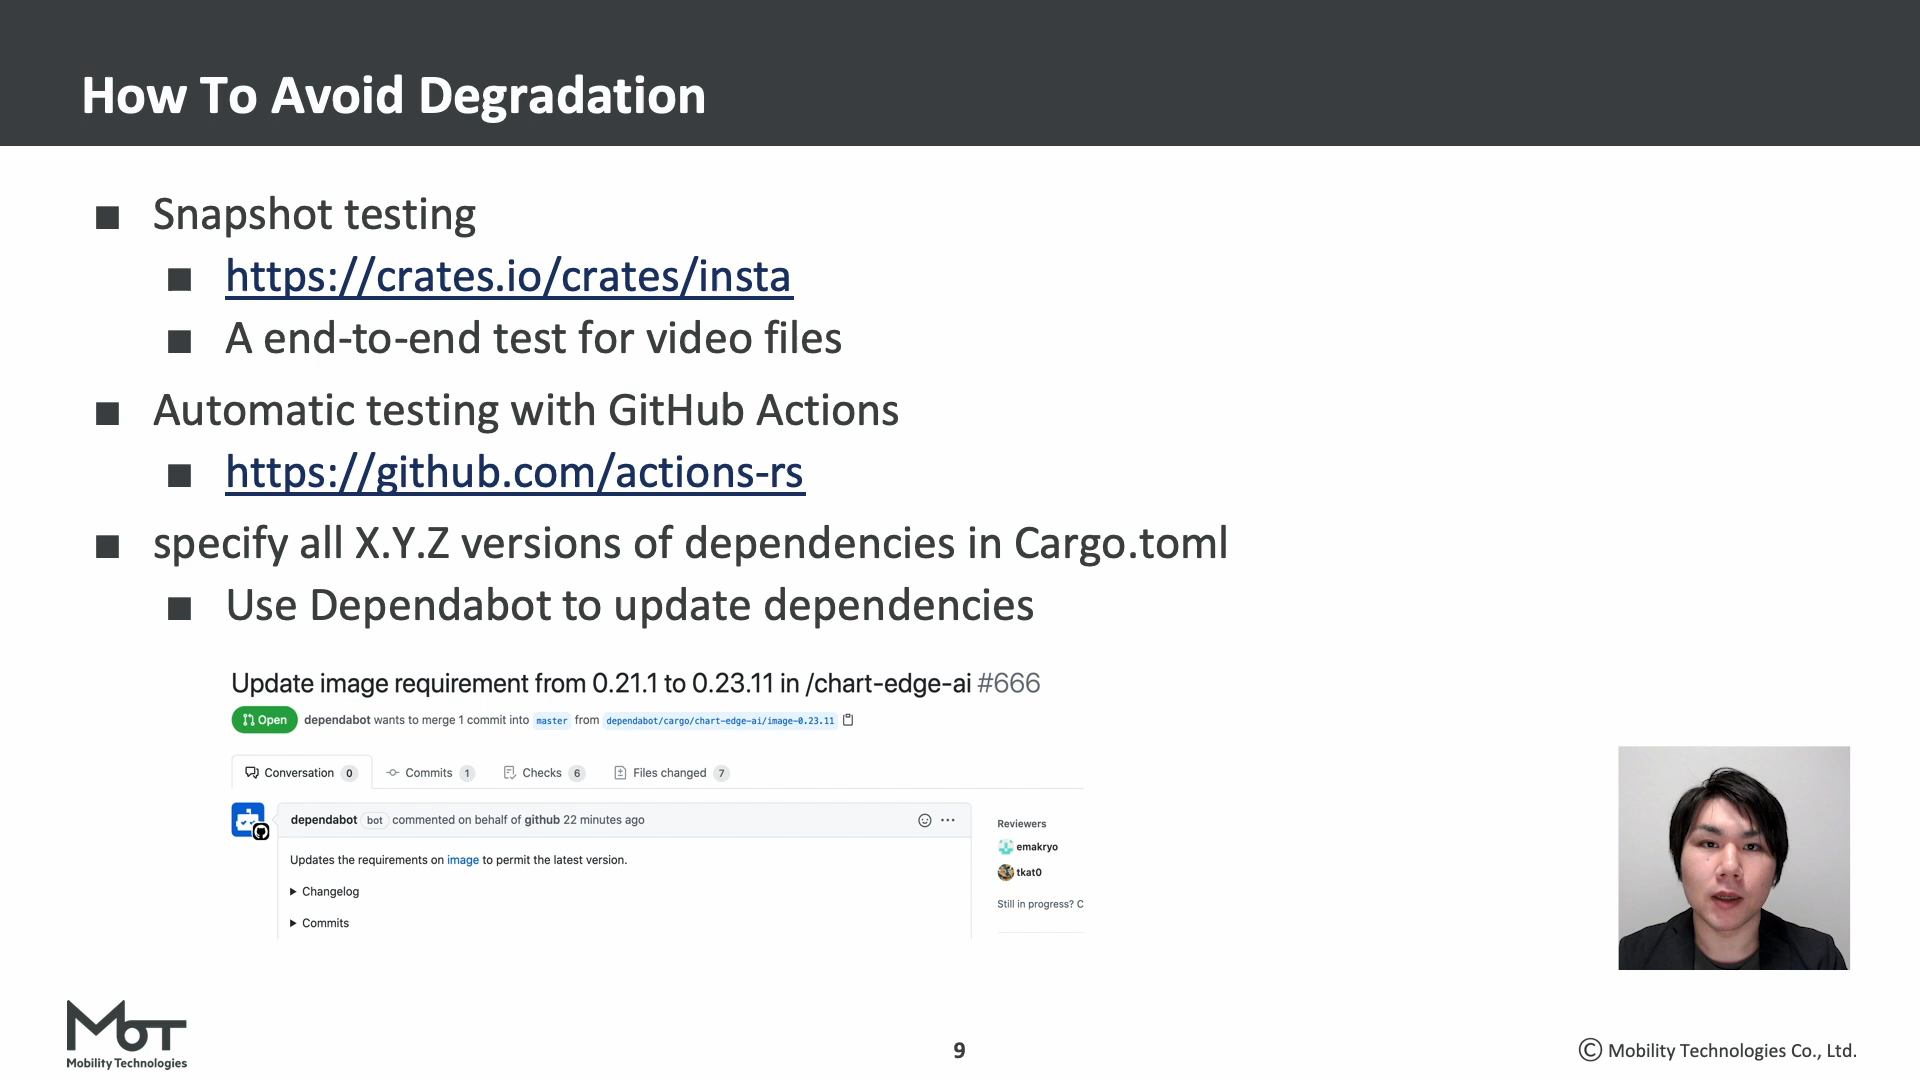 How To Avoid Degradation
■ Snapshot testing
■ https://crates.io/crates/insta
■ A end-to-end test for video files
■ Automatic testing with GitHub Actions
■ https://github.com/actions-rs
■ specify all X.Y.Z versions of dependencies in Cargo.toml
■ Use Dependabot to update dependencies
Update image requirement from 0.21.1 to 0.23.11 in /chart-edge-ai #666
Open dependabot wants to merge 1 commit into master from dependabot/cargo/chart-edge-ai/image-0.23.11
Conversation 0 Commits 1 Checks 6 Files changed 7
dependabot bot commented on behalf of github 22 minutes ago
Updates the requirements on image to permit the latest version.
▶ Changelog
▶ Commits
Reviewers
emakryo
tkat0
Still in progress? C
MoT
Mobility Technologies
9
© Mobility Technologies Co., Ltd.